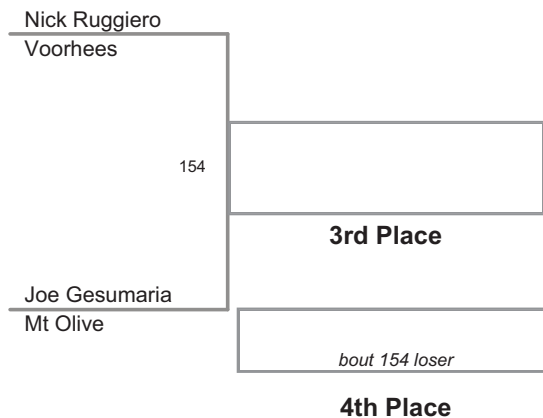 Nick Ruggiero
Voorhees
154
3rd Place
Joe Gesumaria
Mt Olive
bout 154 loser
4th Place